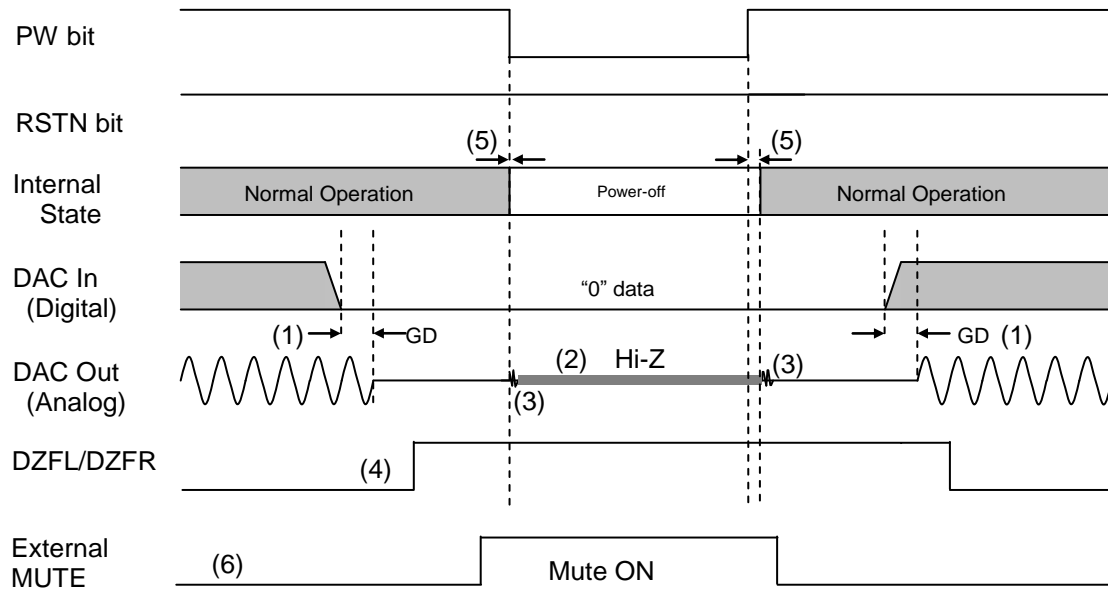 PW bit
RSTN bit
(5)
(5)
Internal
State
Normal Operation
Power-off
Normal Operation
DAC In
(Digital)
“0” data
(1)
GD
GD
(1)
DAC Out
(Analog)
(2)
Hi-Z
(3)
(3)
DZFL/DZFR
(4)
External
MUTE
(6)
Mute ON